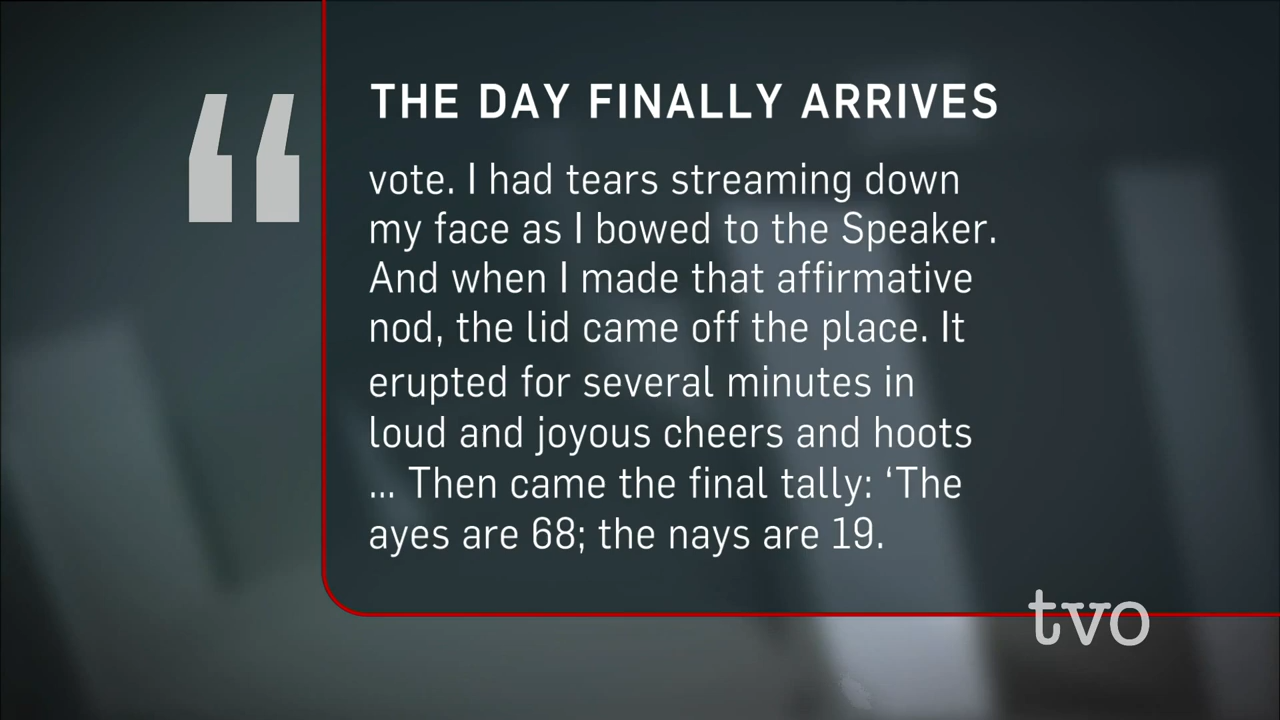 “
THE DAY FINALLY ARRIVES
vote. I had tears streaming down
my face as I bowed to the Speaker.
And when I made that affirmative
nod, the lid came off the place. It
erupted for several minutes in
loud and joyous cheers and hoots
... Then came the final tally: ‘The
ayes are 68; the nays are 19.
tvo